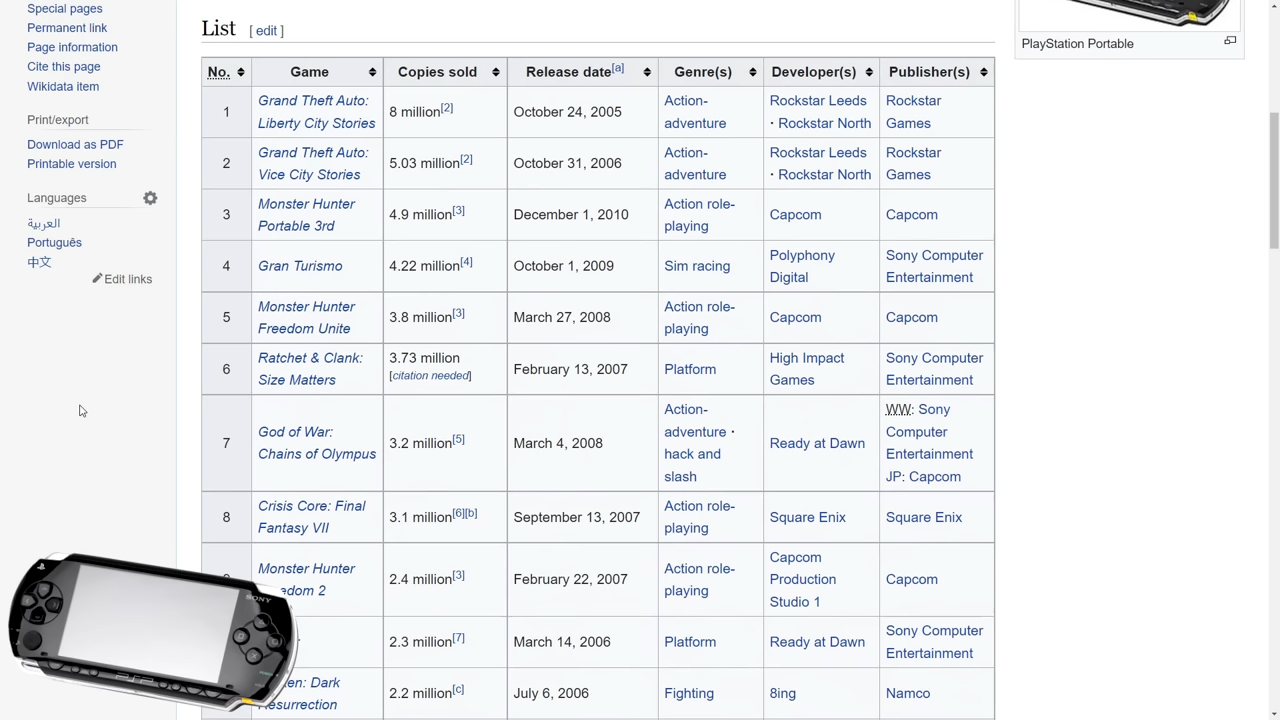 Special pages
Permanent link
Page information
Cite this page
Wikidata item
Print/export
Download as PDF
Printable version
Languages
العربية
Português
中文
Edit links
List [ edit ]
PlayStation Portable
No. Game Copies sold Release date[a] Genre(s) Developer(s) Publisher(s)
1 Grand Theft Auto: Liberty City Stories 8 million[2] October 24, 2005 Action-adventure Rockstar Leeds · Rockstar North Rockstar Games
2 Grand Theft Auto: Vice City Stories 5.03 million[2] October 31, 2006 Action-adventure Rockstar Leeds · Rockstar North Rockstar Games
3 Monster Hunter Portable 3rd 4.9 million[3] December 1, 2010 Action role-playing Capcom Capcom
4 Gran Turismo 4.22 million[4] October 1, 2009 Sim racing Polyphony Digital Sony Computer Entertainment
5 Monster Hunter Freedom Unite 3.8 million[3] March 27, 2008 Action role-playing Capcom Capcom
6 Ratchet & Clank: Size Matters 3.73 million [citation needed] February 13, 2007 Platform High Impact Games Sony Computer Entertainment
7 God of War: Chains of Olympus 3.2 million[5] March 4, 2008 Action-adventure · hack and slash Ready at Dawn WW: Sony Computer Entertainment JP: Capcom
8 Crisis Core: Final Fantasy VII 3.1 million[6][b] September 13, 2007 Action role-playing Square Enix Square Enix
Monster Hunter edom 2 2.4 million[3] February 22, 2007 Action role-playing Capcom Production Studio 1 Capcom
2.3 million[7] March 14, 2006 Platform Ready at Dawn Sony Computer Entertainment
en: Dark esurrection 2.2 million[c] July 6, 2006 Fighting 8ing Namco
SONY
PSP